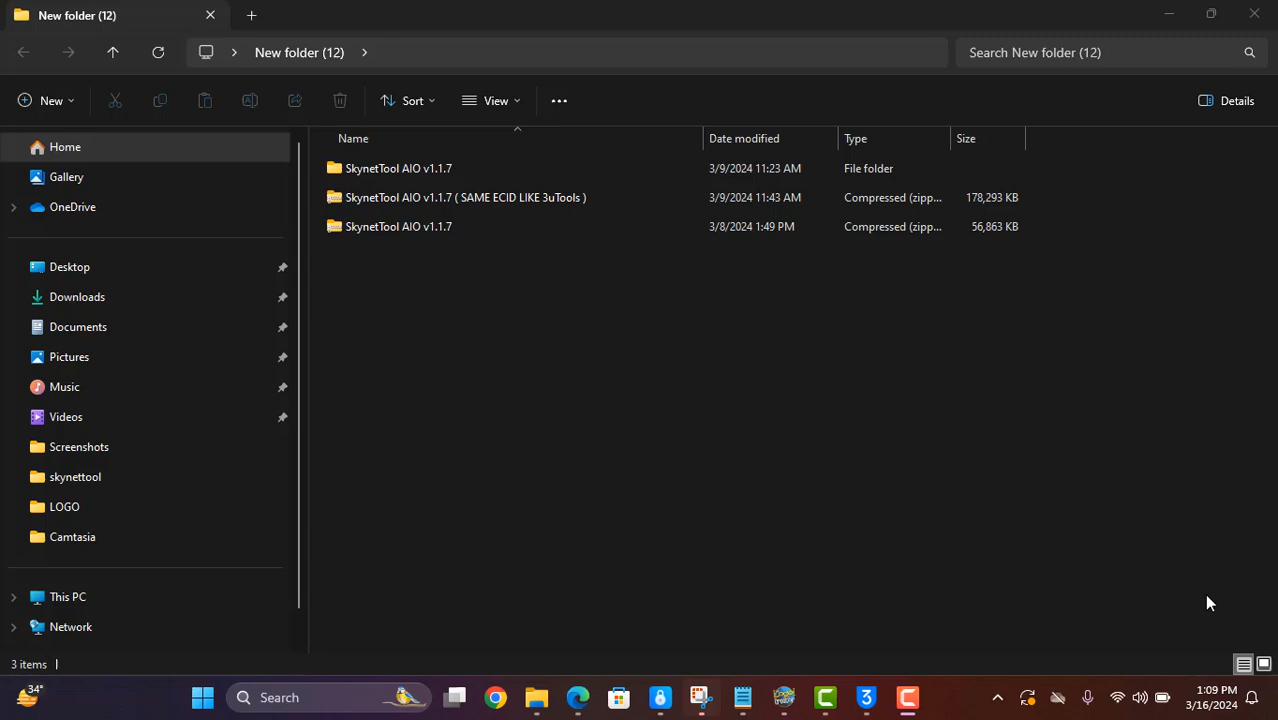 New folder (12)
New folder (12)
Search New folder (12)
New
Sort
View
Details
Name
Date modified
Type
Size
SkynetTool AIO v1.1.7 3/9/2024 11:23 AM File folder
SkynetTool AIO v1.1.7 ( SAME ECID LIKE 3uTools ) 3/9/2024 11:43 AM Compressed (zipp... 178,293 KB
SkynetTool AIO v1.1.7 3/8/2024 1:49 PM Compressed (zipp... 56,863 KB
Home
Gallery
OneDrive
Desktop
Downloads
Documents
Pictures
Music
Videos
Screenshots
skynettool
LOGO
Camtasia
This PC
Network
3 items
34°
Search
3
1:09 PM
3/16/2024